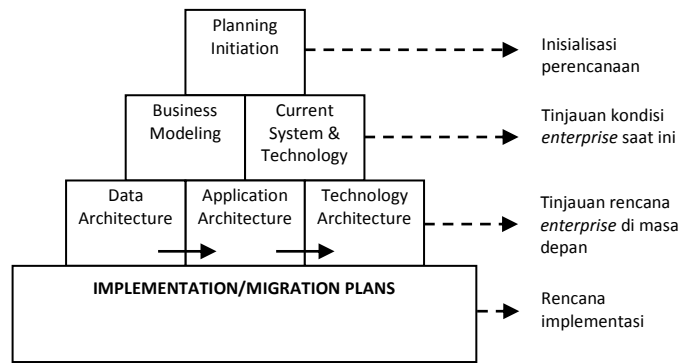 Planning
Initiation
Inisialisasi
perencanaan
Business
Modeling
Current
System &
Technology
Tinjauan kondisi
enterprise saat ini
Data
Architecture
Application
Architecture
Technology
Architecture
Tinjauan rencana
enterprise di masa
depan
IMPLEMENTATION/MIGRATION PLANS
Rencana
implementasi